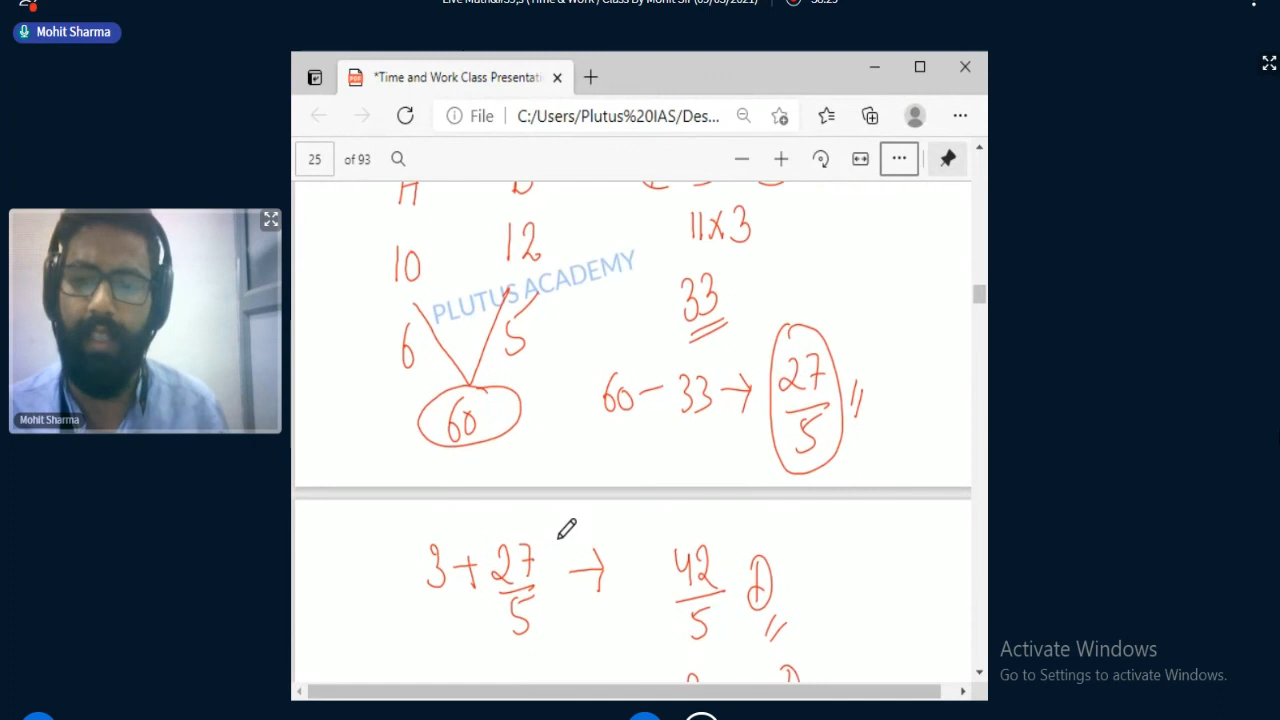 Mohit Sharma
*Time and Work Class Presentati
File C:/Users/Plutus%20IAS/Des...
25 of 93
A
10 12
11x3
PLUTUS ACADEMY
33
6 5
60 - 33 → 27/5
60
Mohit Sharma
3 + 27/5 → 42/5 D
Activate Windows
Go to Settings to activate Windows.